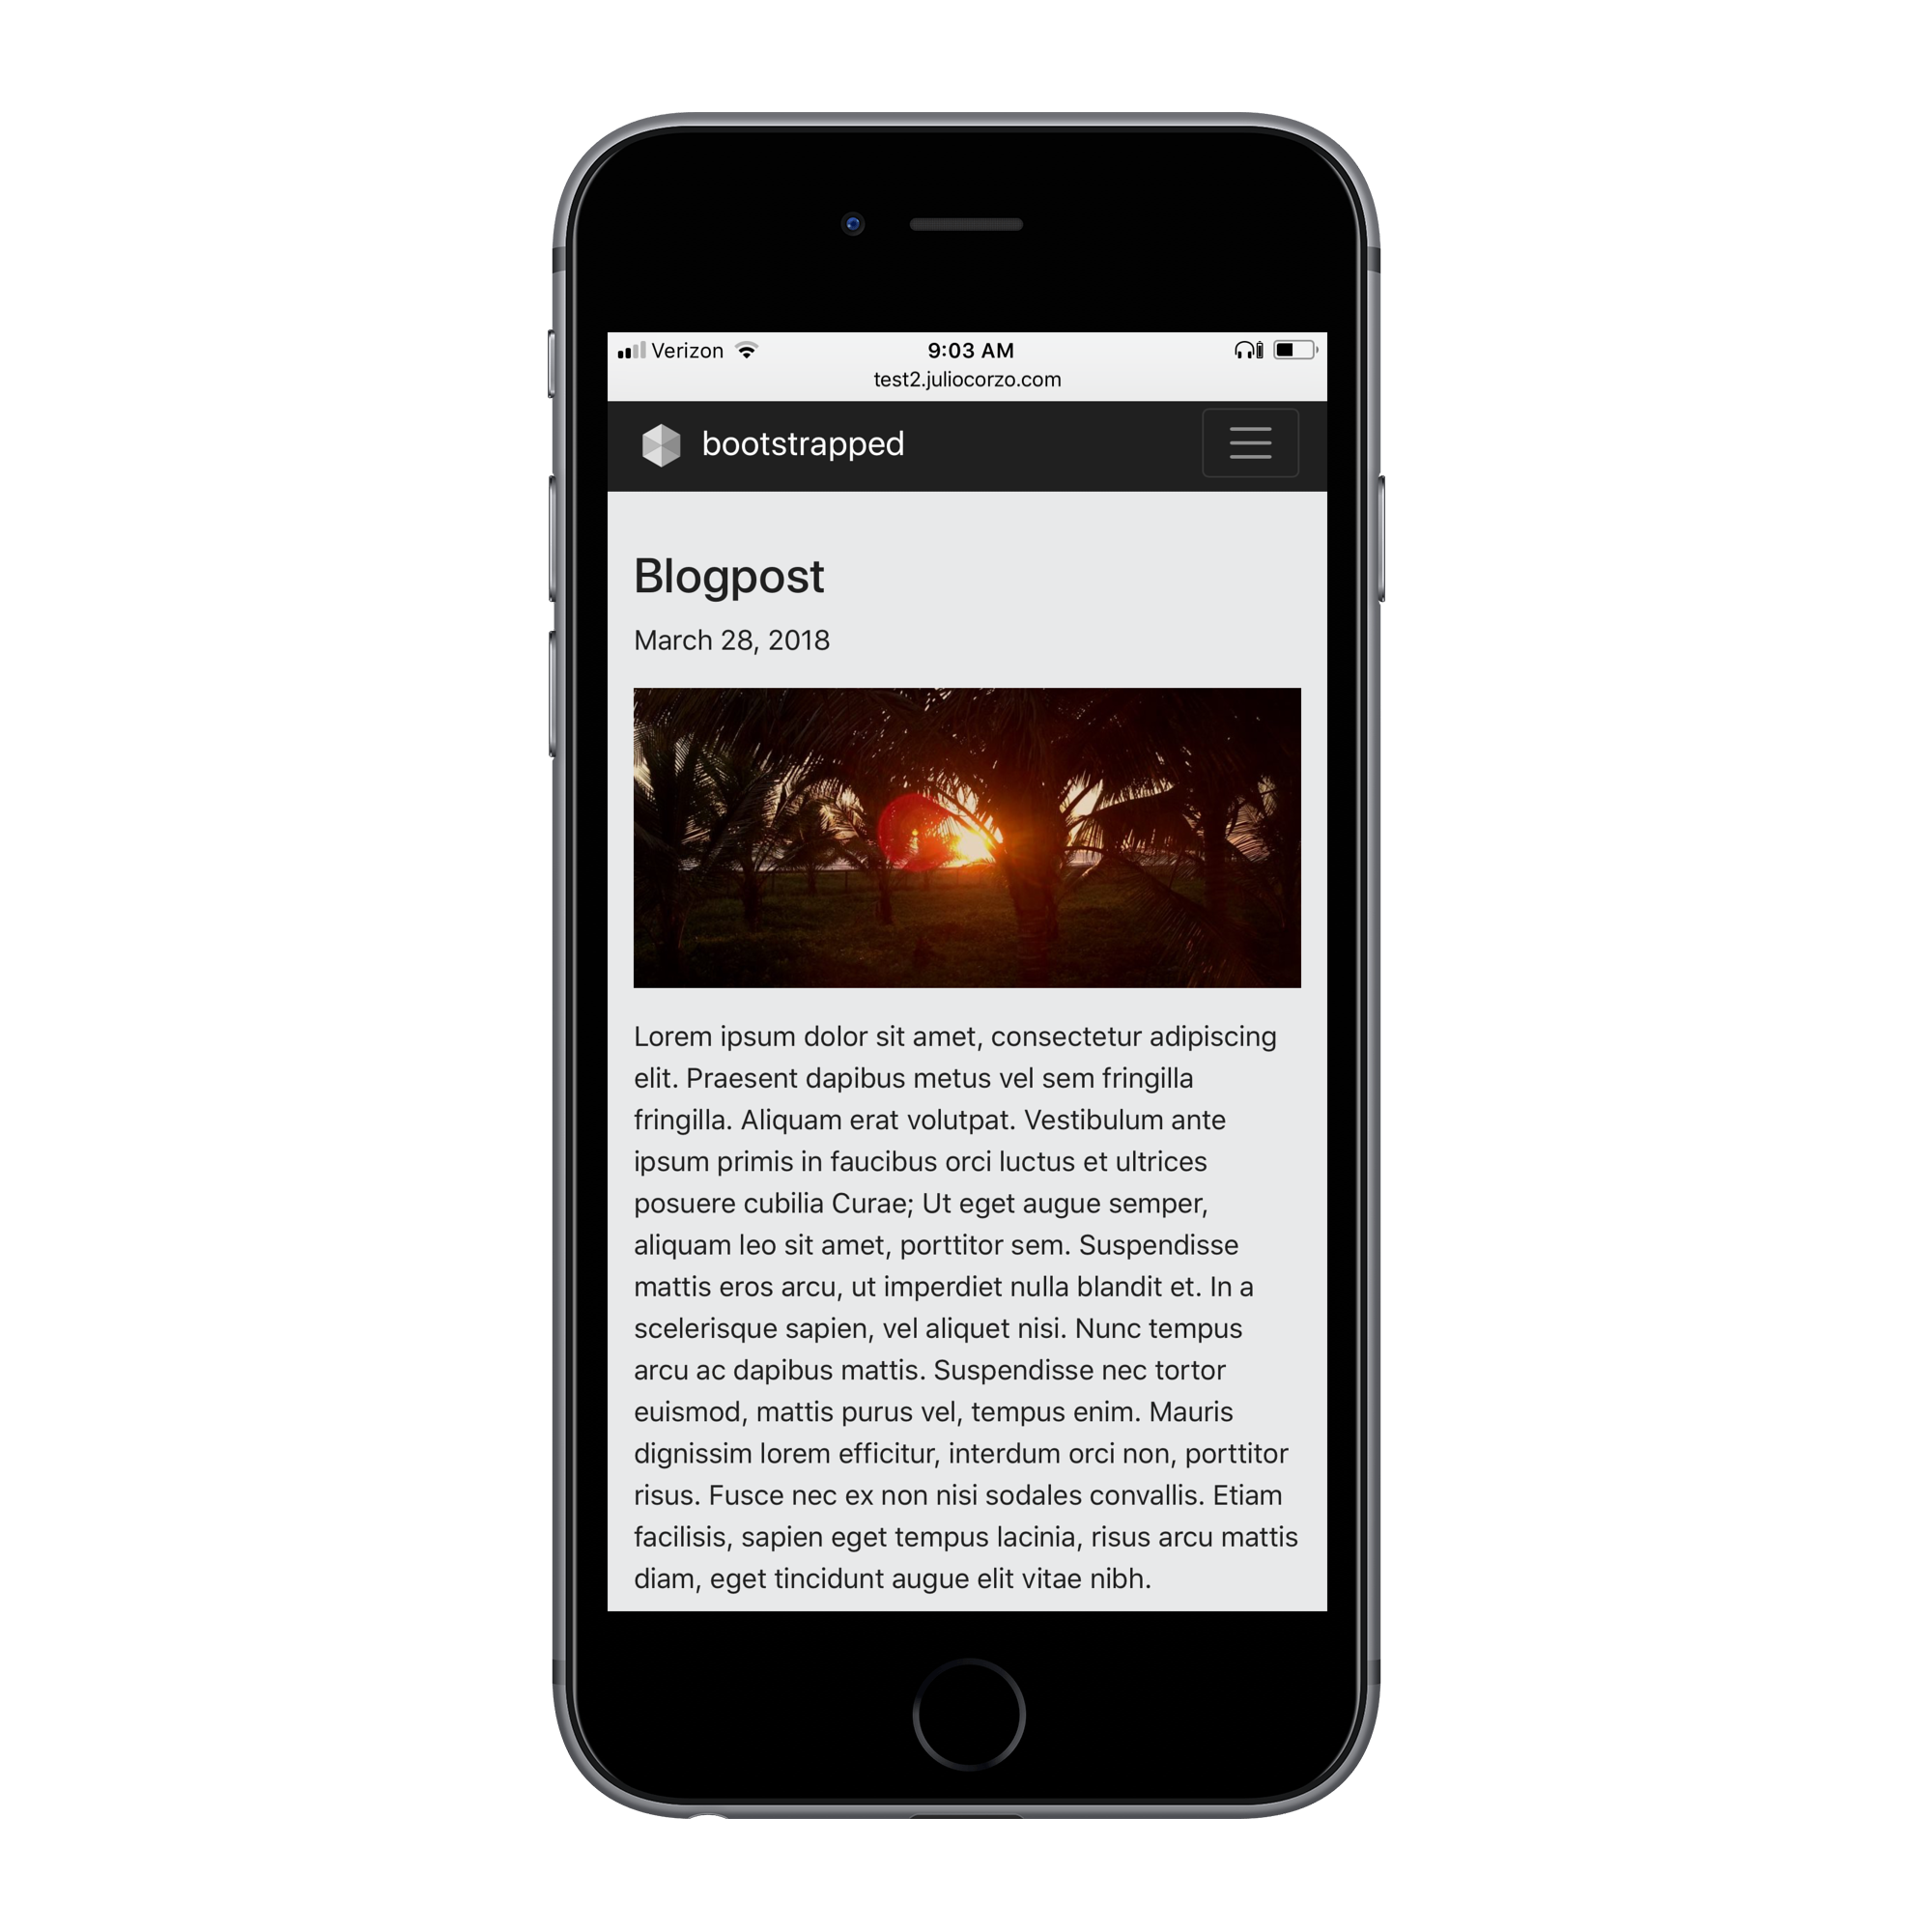 Verizon 9:03 AM
test2.juliocorzo.com
bootstrapped
Blogpost
March 28, 2018
Lorem ipsum dolor sit amet, consectetur adipiscing
elit. Praesent dapibus metus vel sem fringilla
fringilla. Aliquam erat volutpat. Vestibulum ante
ipsum primis in faucibus orci luctus et ultrices
posuere cubilia Curae; Ut eget augue semper,
aliquam leo sit amet, porttitor sem. Suspendisse
mattis eros arcu, ut imperdiet nulla blandit et. In a
scelerisque sapien, vel aliquet nisi. Nunc tempus
arcu ac dapibus mattis. Suspendisse nec tortor
euismod, mattis purus vel, tempus enim. Mauris
dignissim lorem efficitur, interdum orci non, porttitor
risus. Fusce nec ex non nisi sodales convallis. Etiam
facilisis, sapien eget tempus lacinia, risus arcu mattis
diam, eget tincidunt augue elit vitae nibh.